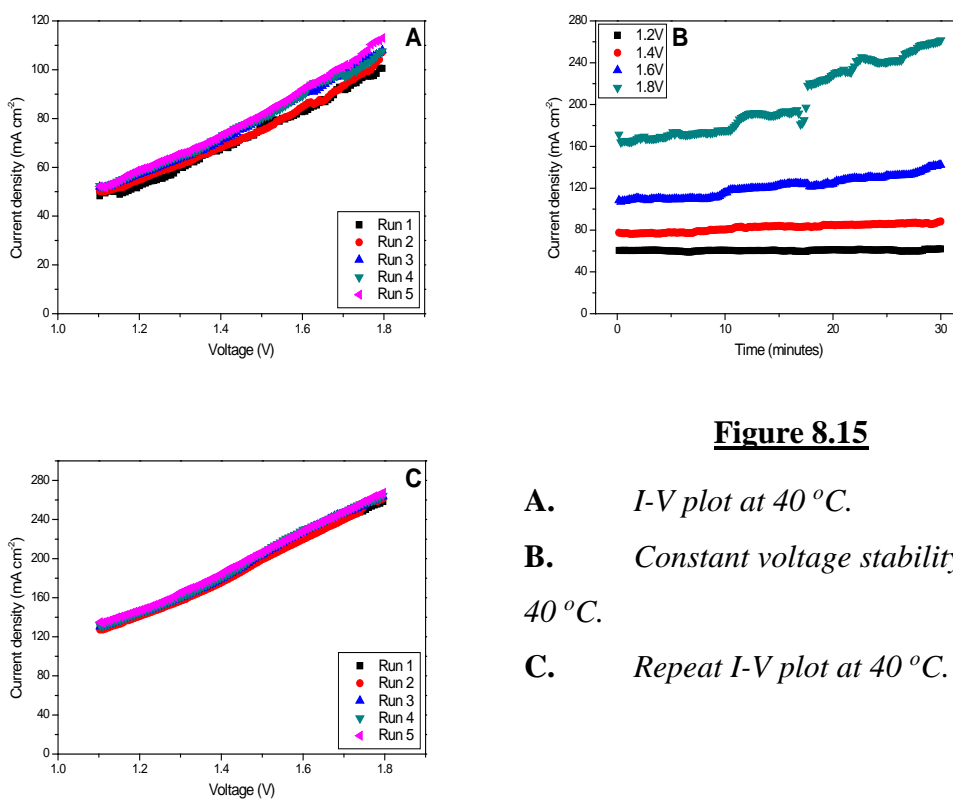 A
120
100
80
60
40
20
0
1.0 1.2 1.4 1.6 1.8
Current density (mA cm-2)
Voltage (V)
Run 1
Run 2
Run 3
Run 4
Run 5
B
280
240
200
160
120
80
40
0
0 10 20 30
Current density (mA cm-2)
Time (minutes)
1.2V
1.4V
1.6V
1.8V
C
280
240
200
160
120
80
40
0
1.0 1.2 1.4 1.6 1.8
Current density (mA cm-2)
Voltage (V)
Run 1
Run 2
Run 3
Run 4
Run 5
Figure 8.15
A. I-V plot at 40 °C.
B. Constant voltage stability
40 °C.
C. Repeat I-V plot at 40 °C.